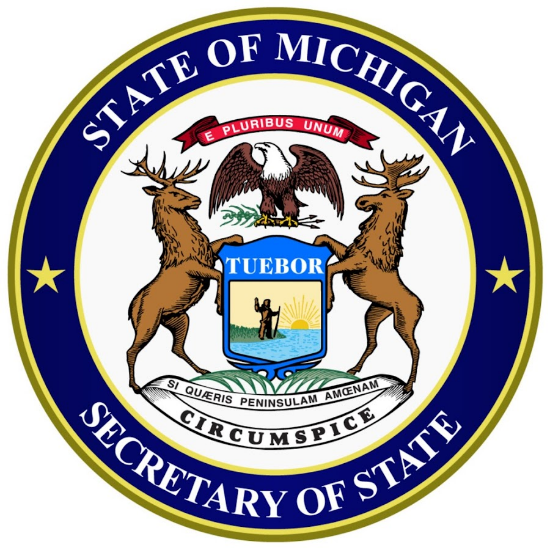 STATE OF MICHIGAN
E PLURIBUS UNUM
TUEBOR
SI QUÆRIS PENINSULAM AMŒNAM
CIRCUMSPICE
SECRETARY OF STATE